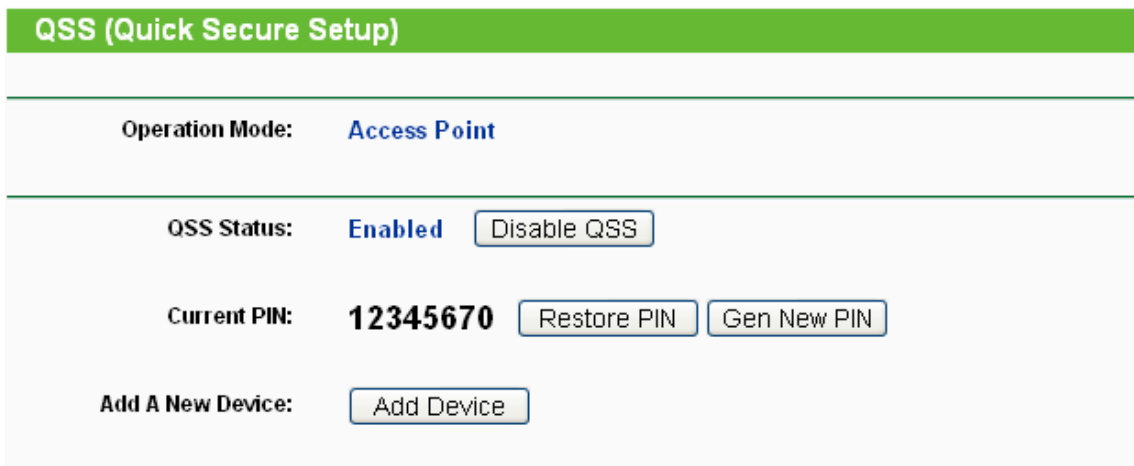 QSS (Quick Secure Setup)
Operation Mode: Access Point
QSS Status: Enabled Disable QSS
Current PIN: 12345670 Restore PIN Gen New PIN
Add A New Device: Add Device